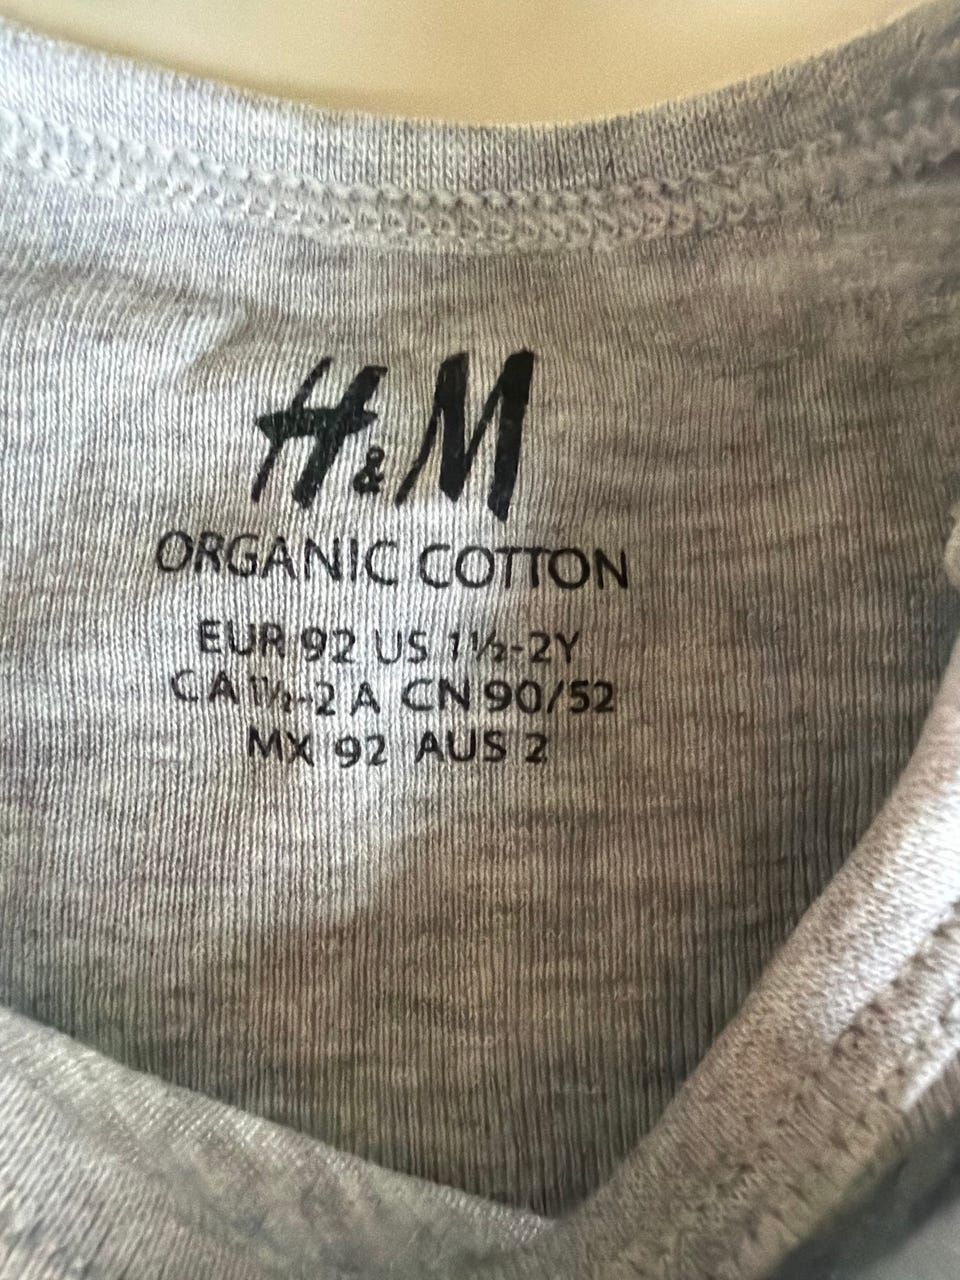 H&M
ORGANIC COTTON
EUR 92 US 1½-2Y
CA 1½-2 A CN 90/52
MX 92 AUS 2